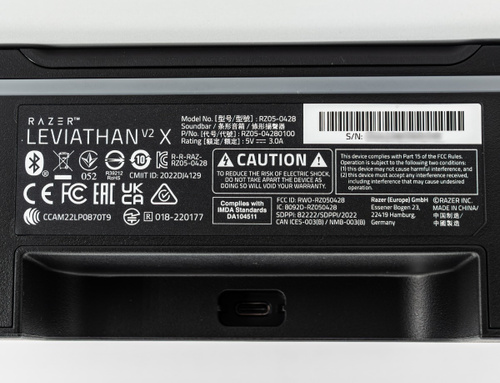 RAZER™
LEVIATHAN V2 X
Model No. [型号/型號] : RZ05-0428
Soundbar / 条形音箱 / 條形揚聲器
P/No. [代号/代號] : RZ05-04280100
Rating [额定/額定] : 5V ⎓ 3.0A
S/N:
052
R39212
RoHS
10
R-R-RAZ-
RZ05-0428
CMIIT ID: 2022DJ4129
CE FC EAC UK CA
CCAM22LP0870T9
R 018-220177
CAUTION
TO REDUCE THE RISK OF ELECTRIC SHOCK,
DO NOT TAKE APART THE DEVICE AS
DOING SO WILL VOID YOUR WARRANTY.
This device complies with Part 15 of the FCC Rules.
Operation is subject to the following two conditions:
(1) this device may not cause harmful interference, and
(2) this device must accept any interference received,
including interference that may cause undesired
operation.
Complies with
IMDA Standards
DA104511
FCC ID: RWO-RZ050428
IC: 8092D-RZ050428
SDPPI: B2222/SDPPI/2022
CAN ICES-003(B) / NMB-003(B)
Razer (Europe) GmbH
Essener Bogen 23,
22419 Hamburg,
Germany
©RAZER INC.
MADE IN CHINA/
中国制造/
中國製造